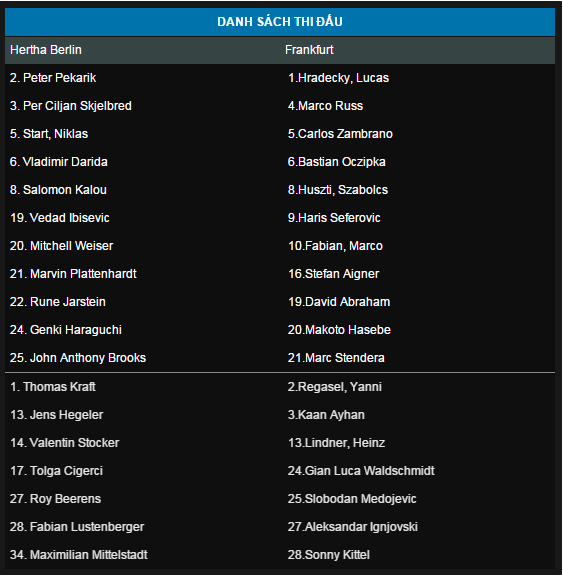 DANH SÁCH THI ĐẤU
Hertha Berlin Frankfurt
2. Peter Pekarik 1.Hradecky, Lucas
3. Per Ciljan Skjelbred 4.Marco Russ
5. Start, Niklas 5.Carlos Zambrano
6. Vladimir Darida 6.Bastian Oczipka
8. Salomon Kalou 8.Huszti, Szabolcs
19. Vedad Ibisevic 9.Haris Seferovic
20. Mitchell Weiser 10.Fabian, Marco
21. Marvin Plattenhardt 16.Stefan Aigner
22. Rune Jarstein 19.David Abraham
24. Genki Haraguchi 20.Makoto Hasebe
25. John Anthony Brooks 21.Marc Stendera
1. Thomas Kraft 2.Regasel, Yanni
13. Jens Hegeler 3.Kaan Ayhan
14. Valentin Stocker 13.Lindner, Heinz
17. Tolga Cigerci 24.Gian Luca Waldschmidt
27. Roy Beerens 25.Slobodan Medojevic
28. Fabian Lustenberger 27.Aleksandar Ignjovski
34. Maximilian Mittelstadt 28.Sonny Kittel